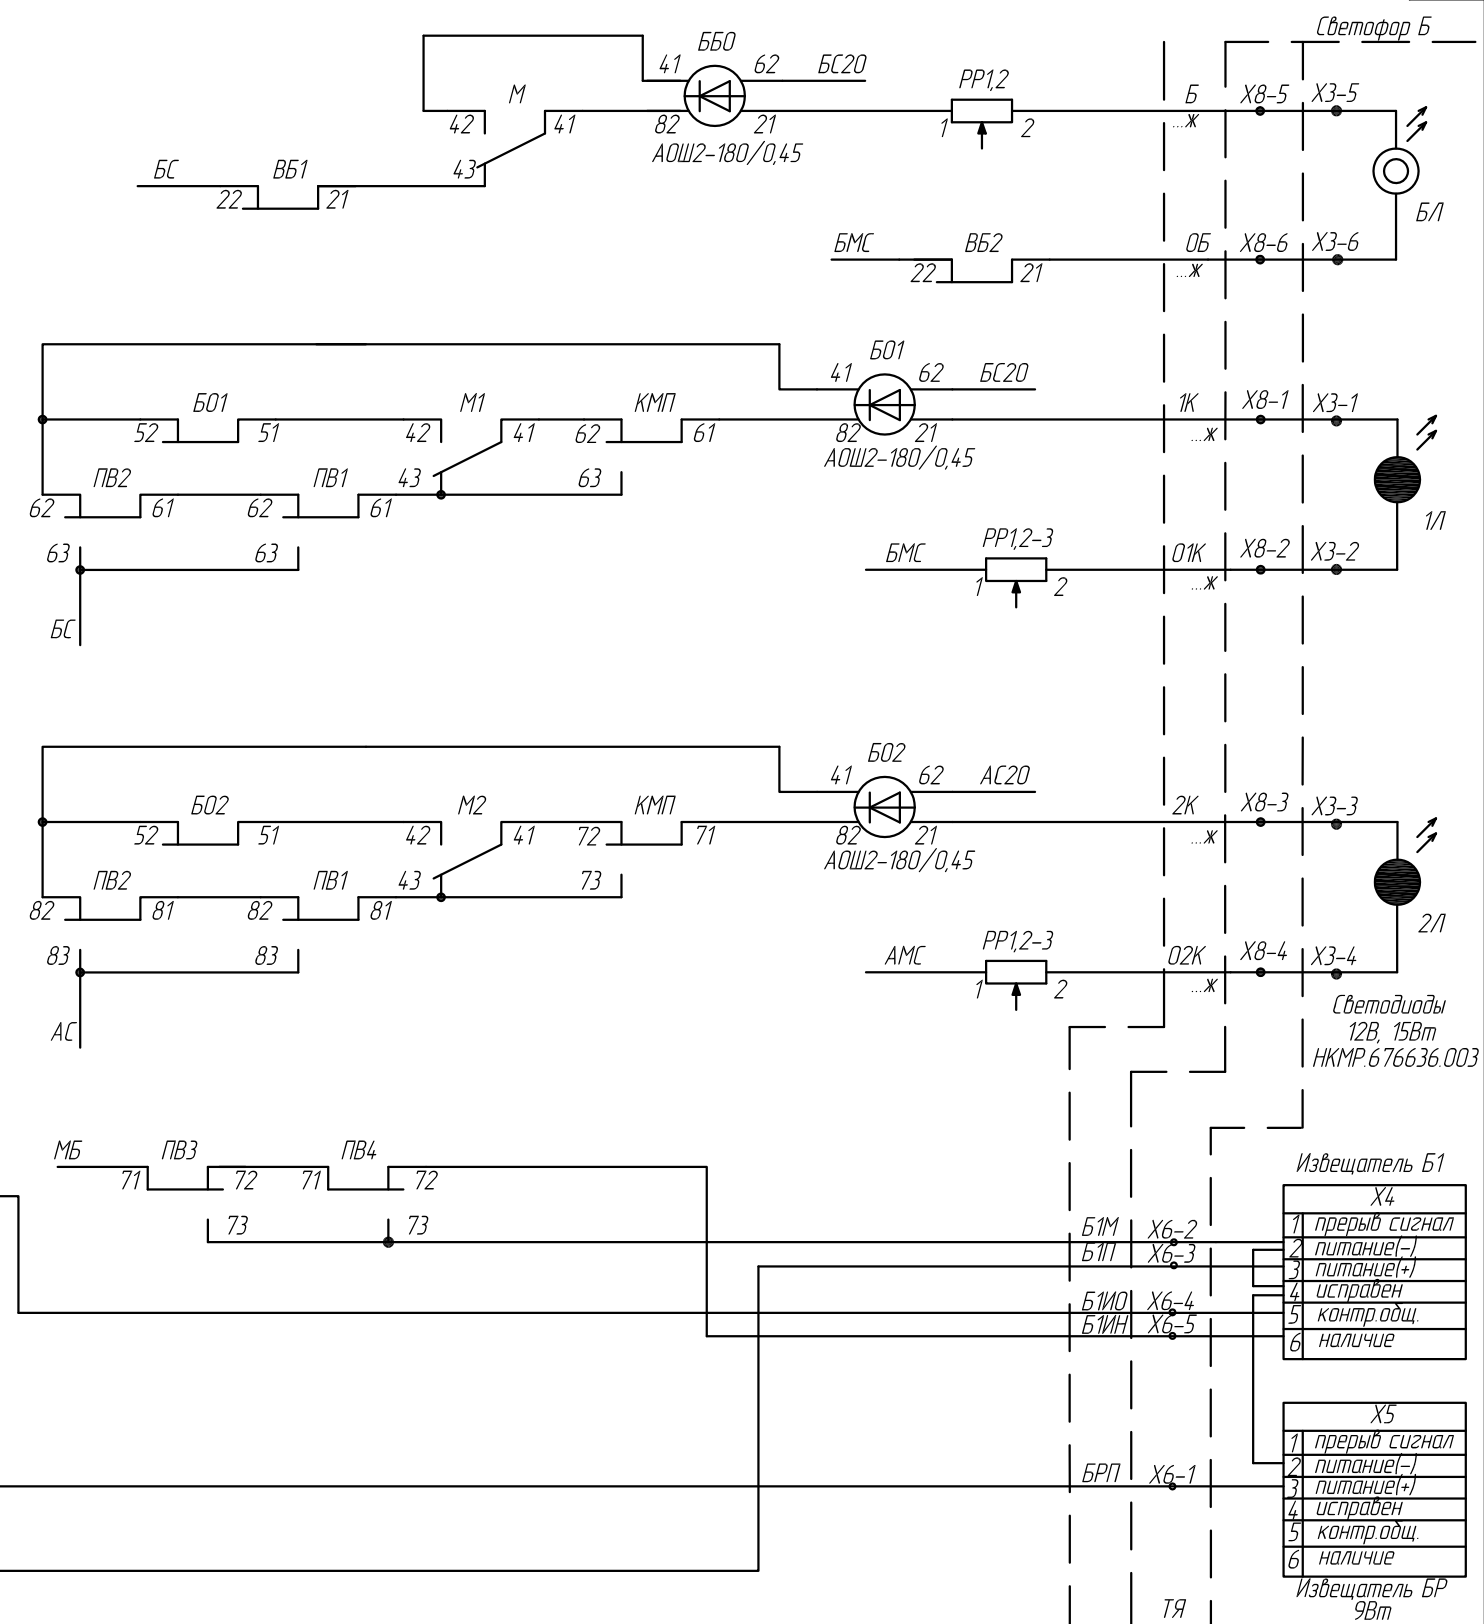 Светофор Б
ББО
41 62 БС20
М
42 41 82 21
АОШ2-180/0,45
РР1,2
1 2
Б Х8-5 Х3-5
...Ж
БС ВБ1 43
22 21
БЛ
БМС ВБ2 ОБ Х8-6 Х3-6
22 21 ...Ж
БО1
41 62 БС20
БО1 М1 КМП 1К Х8-1 Х3-1
52 51 42 41 62 61 82 21 ...Ж
АОШ2-180/0,45
ПВ2 ПВ1 43 63
62 61 62 61
1Л
63 63
БМС РР1,2-3 О1К Х8-2 Х3-2
1 2 ...Ж
БС
БО2
41 62 АС20
БО2 М2 КМП 2К Х8-3 Х3-3
52 51 42 41 72 71 82 21 ...Ж
АОШ2-180/0,45
ПВ2 ПВ1 43 73
82 81 82 81
2Л
83 83
АМС РР1,2-3 О2К Х8-4 Х3-4
1 2 ...Ж
АС
Светодиоды
12В, 15Вт
НКМР.676636.003
МБ ПВ3 ПВ4
71 72 71 72
73 73
Извещатель Б1
Х4
Б1М Х6-2
Б1П Х6-3
Б1ИО Х6-4
Б1ИН Х6-5
1 прерыв сигнал
2 питание(-)
3 питание(+)
4 исправен
5 контр.общ.
6 наличие
Х5
БРП Х6-1
1 прерыв сигнал
2 питание(-)
3 питание(+)
4 исправен
5 контр.общ.
6 наличие
Извещатель БР
9Вт
ТЯ